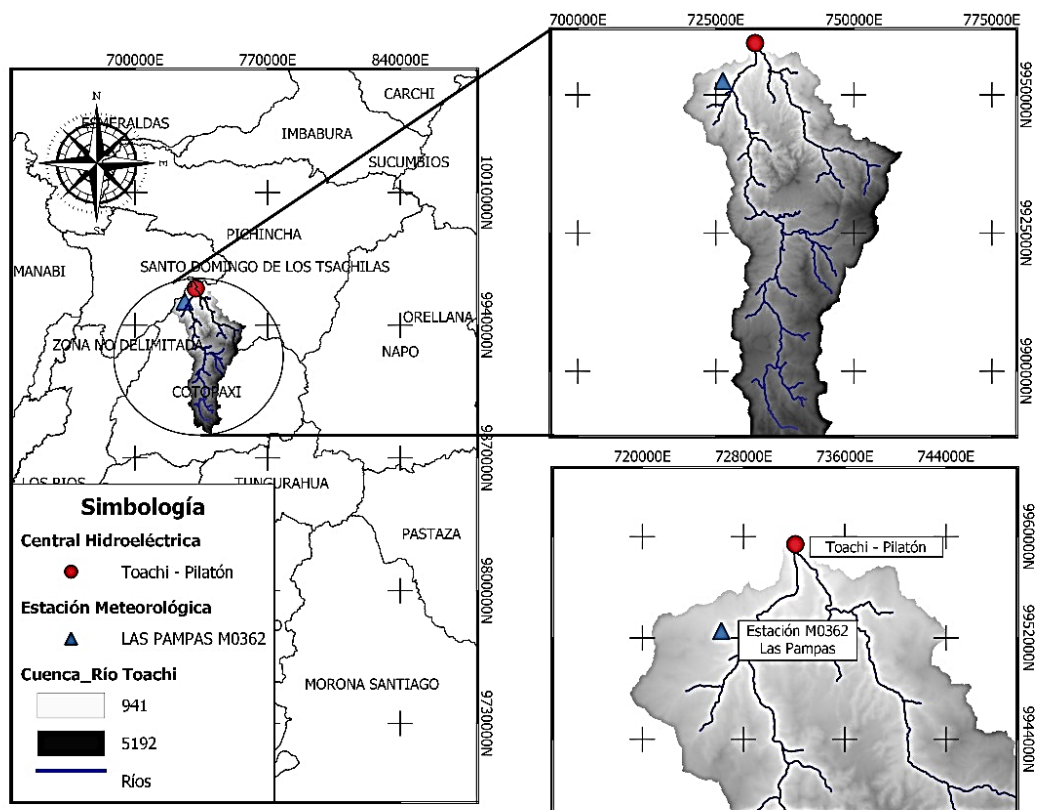 700000E 770000E 840000E
N
S
ESMERALDAS
CARCHI
IMBABURA
SUCUMBIOS
PICHINCHA
SANTO DOMINGO DE LOS TSACHILAS
MANABI
ORELLANA
ZONA NO DELIMITADA
NAPO
COTOPAXI
LOS RIOS
TUNGURAHUA
PASTAZA
MORONA SANTIAGO
10010000N
9940000N
9870000N
9800000N
9730000N
Simbología
Central Hidroeléctrica
Toachi - Pilatón
Estación Meteorológica
LAS PAMPAS M0362
Cuenca_Río Toachi
941
5192
Ríos
700000E 725000E 750000E 775000E
9950000N
9925000N
9900000N
720000E 728000E 736000E 744000E
Toachi - Pilatón
Estación M0362
Las Pampas
9960000N
9952000N
9944000N